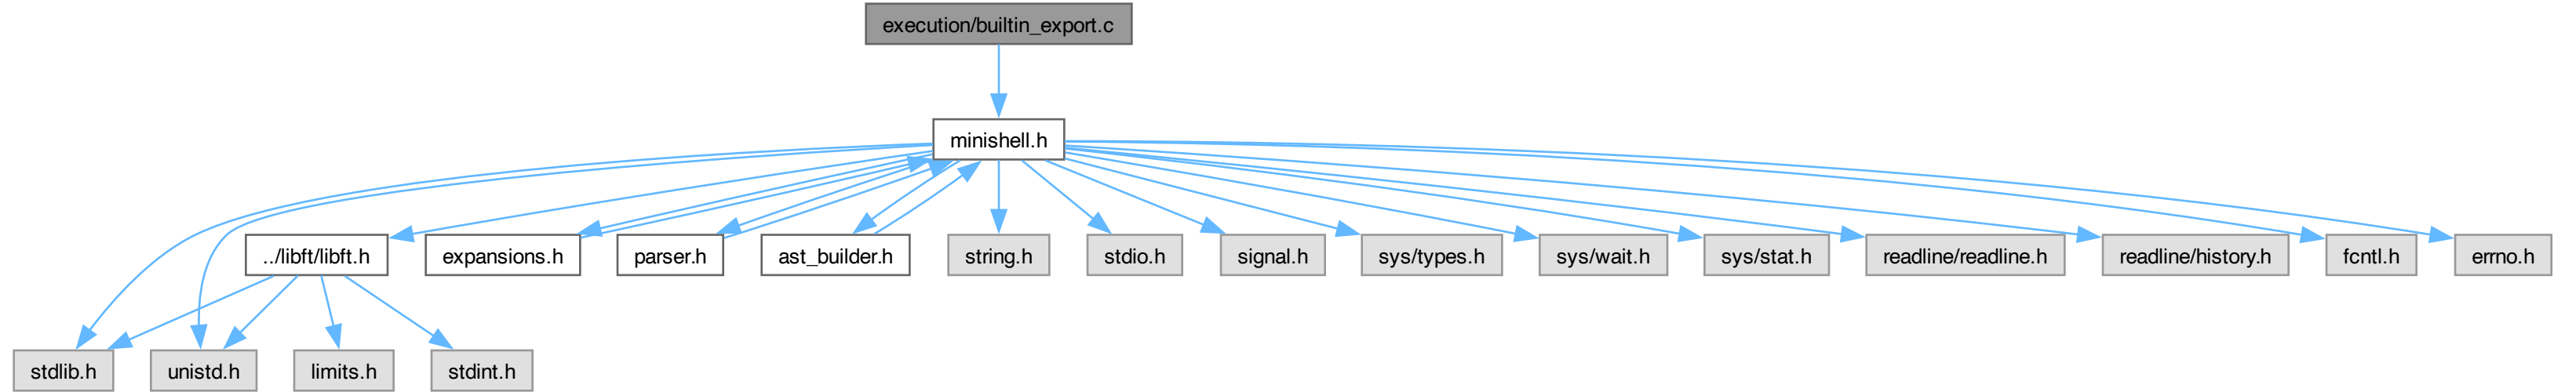 execution/builtin_export.c
minishell.h
../libft/libft.h
expansions.h
parser.h
ast_builder.h
string.h
stdio.h
signal.h
sys/types.h
sys/wait.h
sys/stat.h
readline/readline.h
readline/history.h
fcntl.h
errno.h
stdlib.h
unistd.h
limits.h
stdint.h